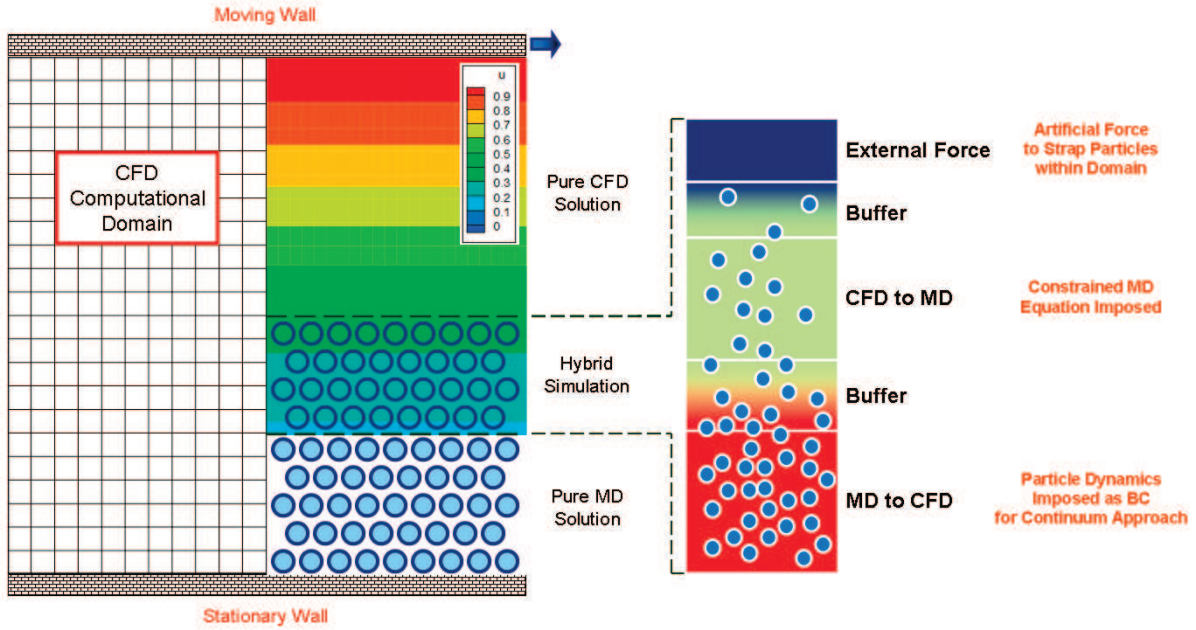 Moving Wall
CFD
Computational
Domain
u
0.9
0.8
0.7
0.6
0.5
0.4
0.3
0.2
0.1
0
Pure CFD
Solution
Hybrid
Simulation
Pure MD
Solution
Stationary Wall
External Force
Buffer
CFD to MD
Buffer
MD to CFD
Artificial Force
to Strap Particles
within Domain
Constrained MD
Equation Imposed
Particle Dynamics
Imposed as BC
for Continuum Approach